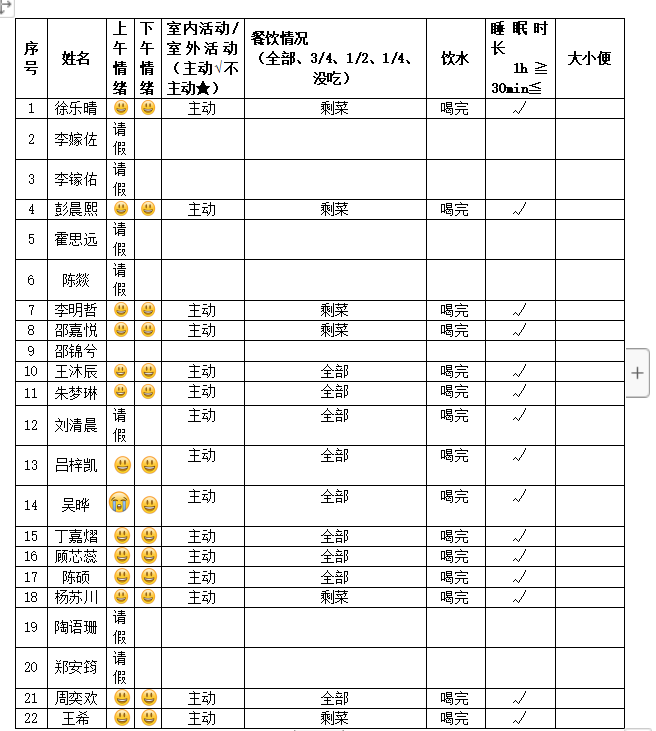 序号 姓名 上午情绪 下午情绪 室内活动/室外活动（主动√不主动★） 餐饮情况（全部、3/4、1/2、1/4、没吃） 饮水 睡眠时长 1h≧ 30min≦ 大小便
1 徐乐晴 😃 😃 主动 剩菜 喝完 √
2 李嫁佐 请假
3 李镓佑 请假
4 彭晨熙 😃 😃 主动 剩菜 喝完 √
5 霍思远 请假
6 陈燚 请假
7 李明哲 😃 😃 主动 剩菜 喝完 √
8 邵嘉悦 😃 😃 主动 剩菜 喝完 √
9 邵锦兮
10 王沐辰 😃 😃 主动 全部 喝完 √
11 朱梦琳 😃 😃 主动 全部 喝完 √
12 刘清晨 请假 主动 全部 喝完 √
13 吕梓凯 😃 😃 主动 全部 喝完 √
14 吴晔 😭 😃 主动 全部 喝完 √
15 丁嘉熠 😃 😃 主动 全部 喝完 √
16 顾芯蕊 😃 😃 主动 全部 喝完 √
17 陈硕 😃 😃 主动 全部 喝完 √
18 杨苏川 😃 😃 主动 剩菜 喝完 √
19 陶语珊 请假
20 郑安筠 请假
21 周奕欢 😃 😃 主动 全部 喝完 √
22 王希 😃 😃 主动 剩菜 喝完 √